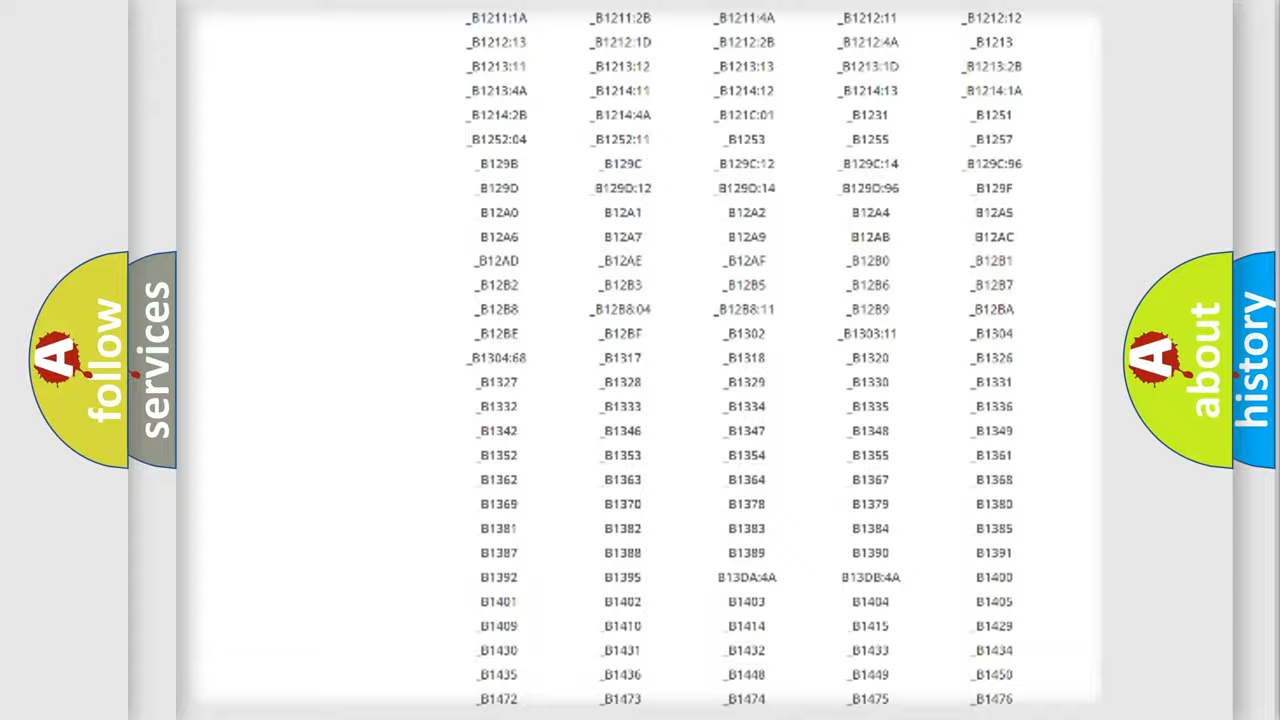 _B1211:1A _B1211:2B _B1211:4A _B1212:11 _B1212:12
_B1212:13 _B1212:1D _B1212:2B _B1212:4A _B1213
_B1213:11 _B1213:12 _B1213:13 _B1213:1D _B1213:2B
_B1213:4A _B1214:11 _B1214:12 _B1214:13 _B1214:1A
_B1214:2B _B1214:4A _B121C:01 _B1231 _B1251
_B1252:04 _B1252:11 _B1253 _B1255 _B1257
_B129B _B129C _B129C:12 _B129C:14 _B129C:96
_B129D _B129D:12 _B129D:14 _B129D:96 _B129F
B12A0 B12A1 B12A2 B12A4 B12A5
B12A6 B12A7 B12A9 B12AB B12AC
_B12AD _B12AE _B12AF _B12B0 _B12B1
_B12B2 _B12B3 _B12B5 _B12B6 _B12B7
_B12B8 _B12B8:04 _B12B8:11 _B12B9 _B12BA
_B12BE _B12BF _B1302 _B1303:11 _B1304
_B1304:68 _B1317 _B1318 _B1320 _B1326
_B1327 _B1328 _B1329 _B1330 _B1331
_B1332 _B1333 _B1334 _B1335 _B1336
_B1342 _B1346 _B1347 _B1348 _B1349
_B1352 _B1353 _B1354 _B1355 _B1361
_B1362 _B1363 _B1364 _B1367 _B1368
B1369 B1370 B1378 B1379 B1380
B1381 B1382 B1383 B1384 B1385
B1387 B1388 B1389 B1390 B1391
B1392 B1395 B13DA:4A B13DB:4A B1400
B1401 B1402 B1403 B1404 B1405
_B1409 _B1410 _B1414 _B1415 _B1429
_B1430 _B1431 _B1432 _B1433 _B1434
_B1435 _B1436 _B1448 _B1449 _B1450
_B1472 _B1473 _B1474 _B1475 _B1476
A follow
services
A about
history